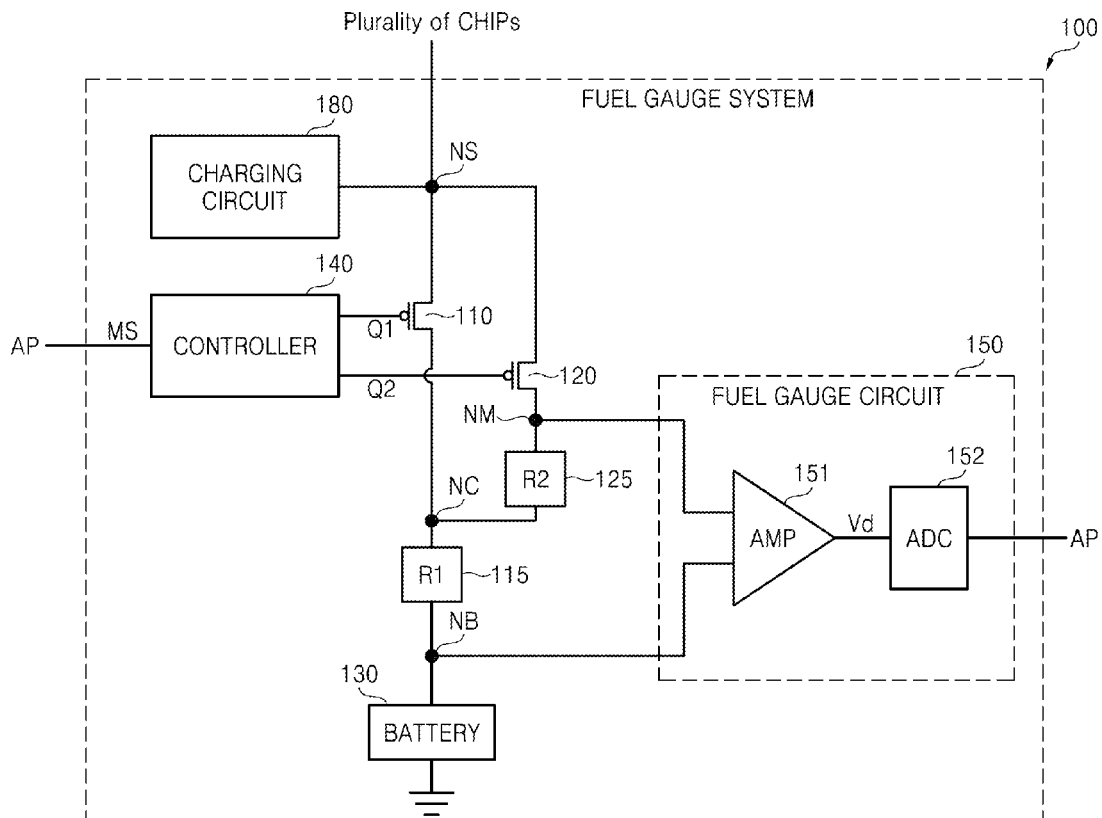 Plurality of CHIPs
100
FUEL GAUGE SYSTEM
180
CHARGING
CIRCUIT
NS
140
CONTROLLER
AP
MS
Q1
110
Q2
120
150
FUEL GAUGE CIRCUIT
NM
R2
125
NC
151
AMP
Vd
152
ADC
AP
R1
115
NB
130
BATTERY